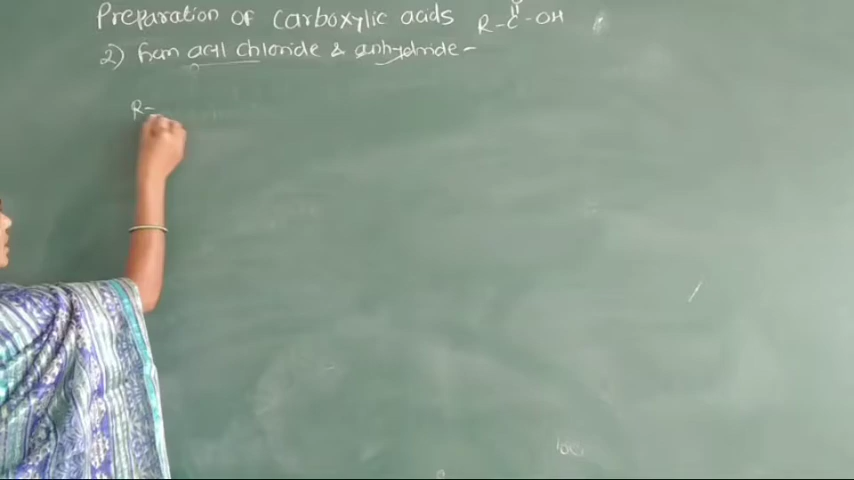 Preparation of Carboxylic acids R-C-OH
O
2) from acyl Chloride & anhydride -
R-